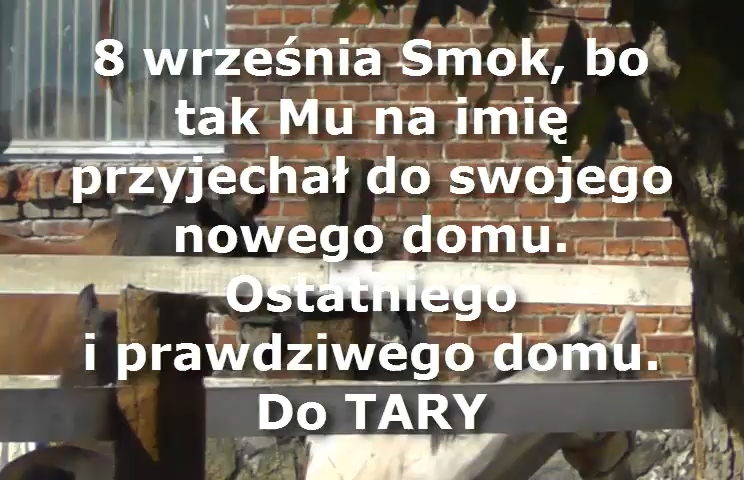 8 września Smok, bo
tak Mu na imię
przyjechał do swojego
nowego domu.
Ostatniego
i prawdziwego domu.
Do TARY